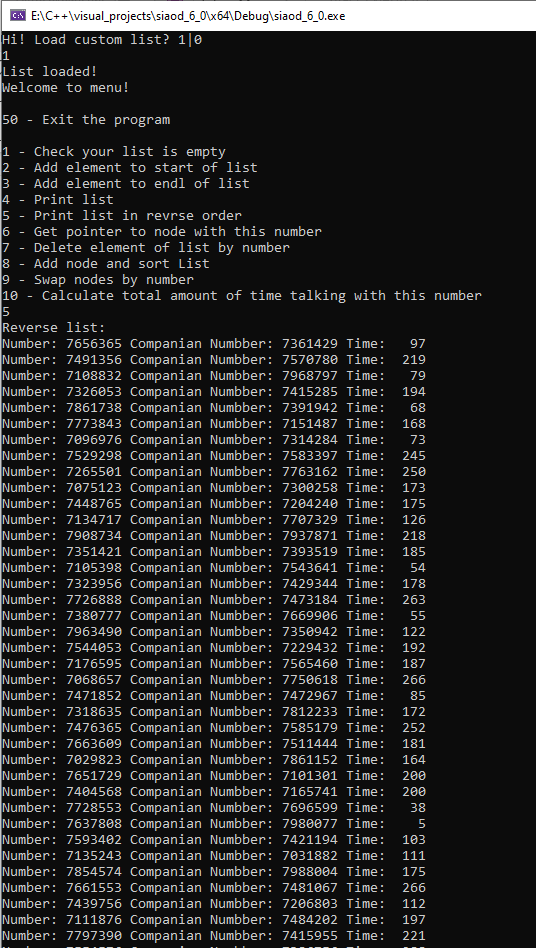 E:\C++\visual_projects\siaod_6_0\x64\Debug\siaod_6_0.exe
Hi! Load custom list? 1|0
1
List loaded!
Welcome to menu!
50 - Exit the program
1 - Check your list is empty
2 - Add element to start of list
3 - Add element to endl of list
4 - Print list
5 - Print list in revrse order
6 - Get pointer to node with this number
7 - Delete element of list by number
8 - Add node and sort List
9 - Swap nodes by number
10 - Calculate total amount of time talking with this number
5
Reverse list:
Number: 7656365 Companian Numbber: 7361429 Time:   97
Number: 7491356 Companian Numbber: 7570780 Time:  219
Number: 7108832 Companian Numbber: 7968797 Time:   79
Number: 7326053 Companian Numbber: 7415285 Time:  194
Number: 7861738 Companian Numbber: 7391942 Time:   68
Number: 7773843 Companian Numbber: 7151487 Time:  168
Number: 7096976 Companian Numbber: 7314284 Time:   73
Number: 7529298 Companian Numbber: 7583397 Time:  245
Number: 7265501 Companian Numbber: 7763162 Time:  250
Number: 7075123 Companian Numbber: 7300258 Time:  173
Number: 7448765 Companian Numbber: 7204240 Time:  175
Number: 7134717 Companian Numbber: 7707329 Time:  126
Number: 7908734 Companian Numbber: 7937871 Time:  218
Number: 7351421 Companian Numbber: 7393519 Time:  185
Number: 7105398 Companian Numbber: 7543641 Time:   54
Number: 7323956 Companian Numbber: 7429344 Time:  178
Number: 7726888 Companian Numbber: 7473184 Time:  263
Number: 7380777 Companian Numbber: 7669906 Time:   55
Number: 7963490 Companian Numbber: 7350942 Time:  122
Number: 7544053 Companian Numbber: 7229432 Time:  192
Number: 7176595 Companian Numbber: 7565460 Time:  187
Number: 7068657 Companian Numbber: 7750618 Time:  266
Number: 7471852 Companian Numbber: 7472967 Time:   85
Number: 7318635 Companian Numbber: 7812233 Time:  172
Number: 7476365 Companian Numbber: 7585179 Time:  252
Number: 7663609 Companian Numbber: 7511444 Time:  181
Number: 7029823 Companian Numbber: 7861152 Time:  164
Number: 7651729 Companian Numbber: 7101301 Time:  200
Number: 7404568 Companian Numbber: 7165741 Time:  200
Number: 7728553 Companian Numbber: 7696599 Time:   38
Number: 7637808 Companian Numbber: 7980077 Time:    5
Number: 7593402 Companian Numbber: 7421194 Time:  103
Number: 7135243 Companian Numbber: 7031882 Time:  111
Number: 7854574 Companian Numbber: 7988004 Time:  175
Number: 7661553 Companian Numbber: 7481067 Time:  266
Number: 7439756 Companian Numbber: 7206803 Time:  112
Number: 7111876 Companian Numbber: 7484202 Time:  197
Number: 7797390 Companian Numbber: 7415955 Time:  221